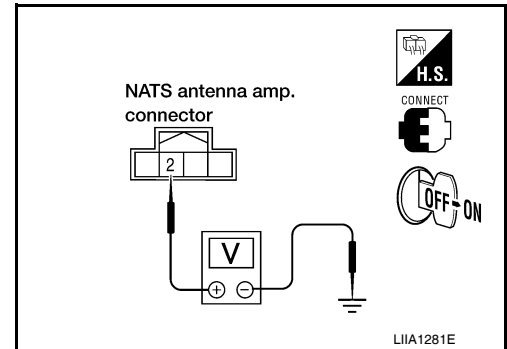 NATS antenna amp.
connector
2
H.S.
CONNECT
OFF ON
V
+ −
LIIA1281E